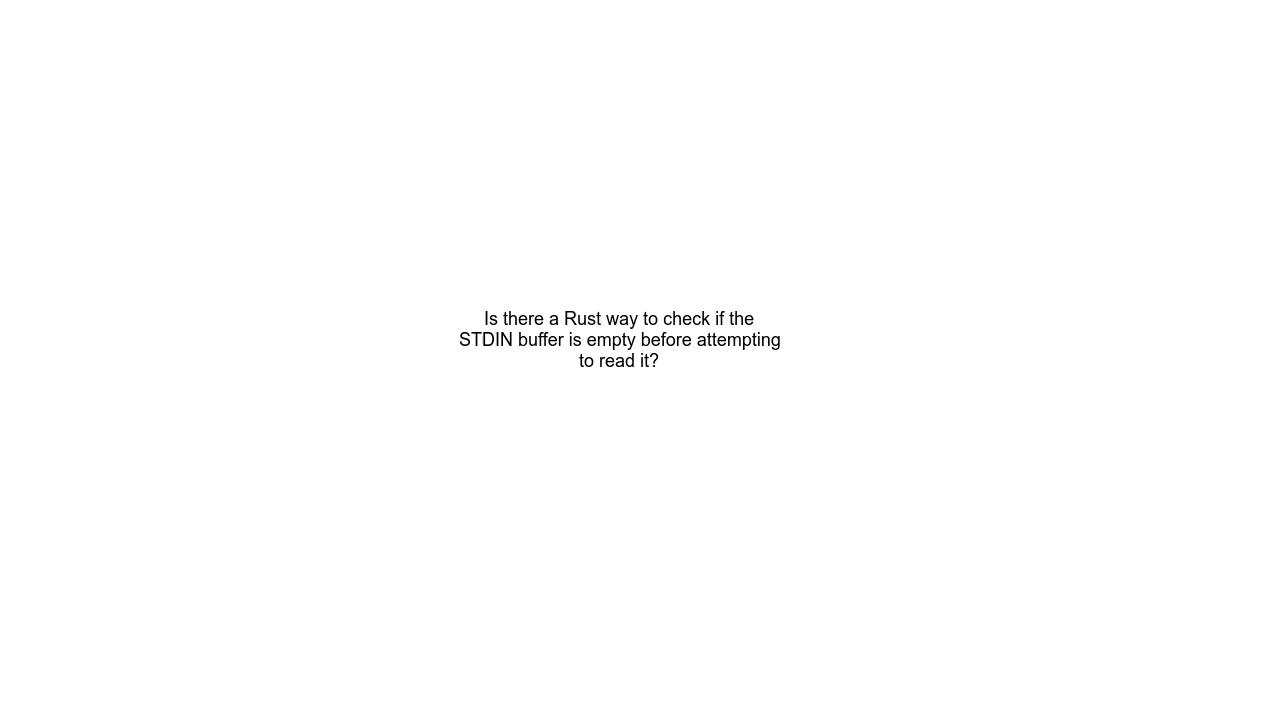 Is there a Rust way to check if the
STDIN buffer is empty before attempting
to read it?